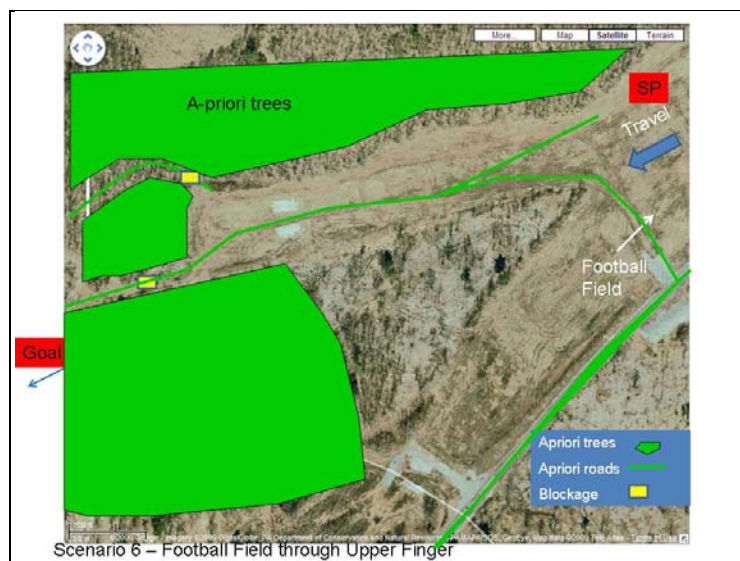 More...
Map
Satellite
Terrain
A-priori trees
SP
Travel
Football
Field
Goal
Apriori trees
Apriori roads
Blockage
Scenario 6 – Football Field through Upper Finger